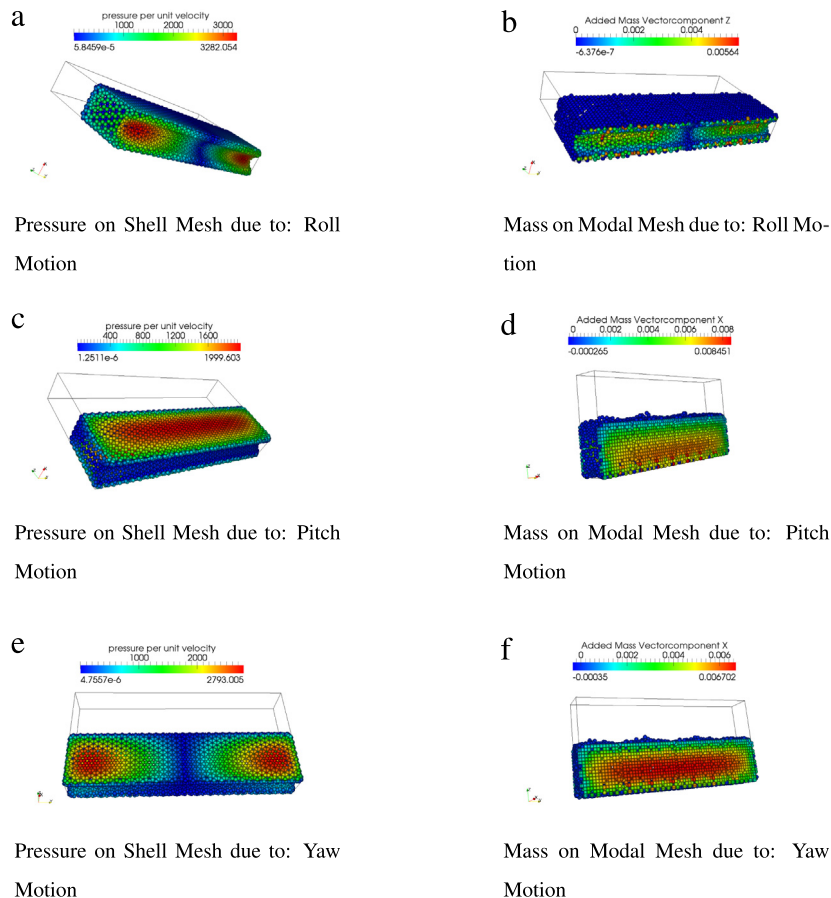 a
pressure per unit velocity
1000 2000 3000
5.8459e-5 3282.054
b
Added Mass Vectorcomponent Z
0 0.002 0.004
-6.376e-7 0.00564
Pressure on Shell Mesh due to: Roll
Motion
Mass on Modal Mesh due to: Roll Mo-
tion
c
pressure per unit velocity
400 800 1200 1600
1.2511e-6 1999.603
d
Added Mass Vectorcomponent X
0 0.002 0.004 0.006 0.008
-0.000265 0.008451
Pressure on Shell Mesh due to: Pitch
Motion
Mass on Modal Mesh due to: Pitch
Motion
e
pressure per unit velocity
1000 2000
4.7557e-6 2793.005
f
Added Mass Vectorcomponent X
0 0.002 0.004 0.006
-0.00035 0.006702
Pressure on Shell Mesh due to: Yaw
Motion
Mass on Modal Mesh due to: Yaw
Motion